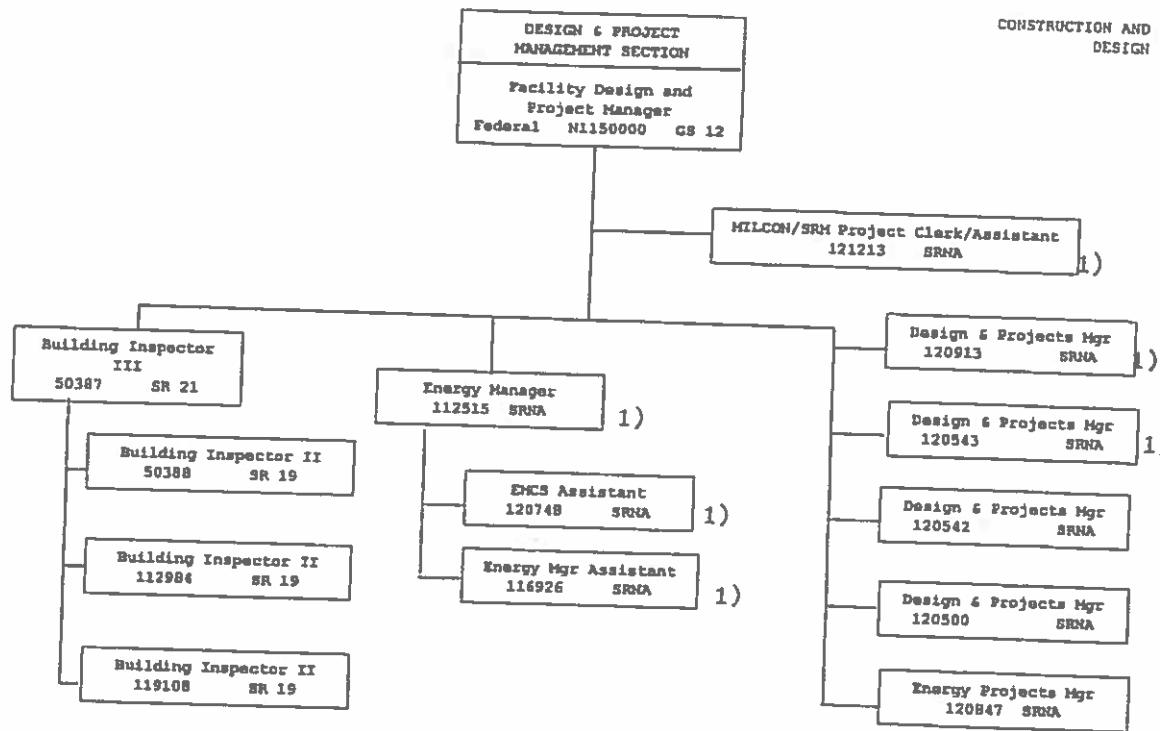 CONSTRUCTION AND
DESIGN
DESIGN & PROJECT
MANAGEMENT SECTION
Facility Design and
Project Manager
Federal N1150000 GS 12
MILCON/SRM Project Clerk/Assistant
121213 SRNA
1)
Building Inspector
III
50387 SR 21
Building Inspector II
50388 SR 19
Building Inspector II
112984 SR 19
Building Inspector II
119108 SR 19
Energy Manager
112515 SRNA
1)
EMCS Assistant
120748 SRNA
1)
Energy Mgr Assistant
116926 SRNA
1)
Design & Projects Mgr
120913 SRNA
1)
Design & Projects Mgr
120543 SRNA
1
Design & Projects Mgr
120542 SRNA
Design & Projects Mgr
120500 SRNA
Energy Projects Mgr
120847 SRNA